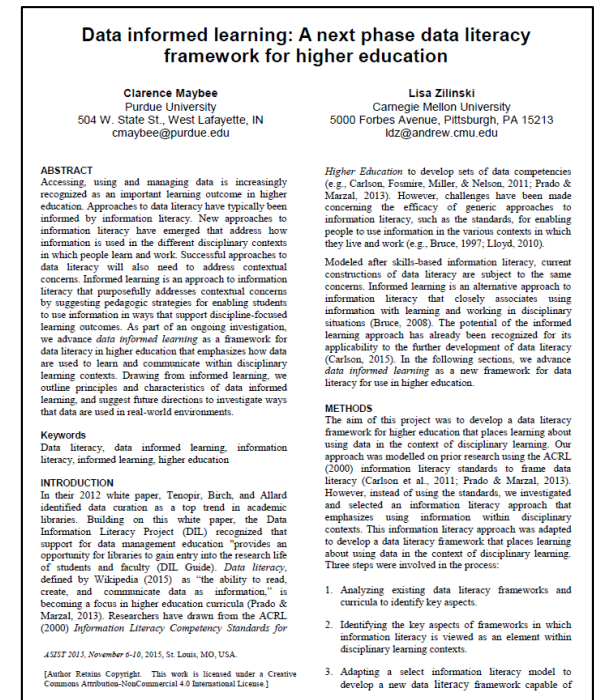 Data informed learning: A next phase data literacy
framework for higher education
Clarence Maybee
Purdue University
504 W. State St., West Lafayette, IN
cmaybee@purdue.edu
Lisa Zilinski
Carnegie Mellon University
5000 Forbes Avenue, Pittsburgh, PA 15213
ldz@andrew.cmu.edu
ABSTRACT
Accessing, using and managing data is increasingly
recognized as an important learning outcome in higher
education. Approaches to data literacy have typically been
informed by information literacy. New approaches to
information literacy have emerged that address how
information is used in the different disciplinary contexts
in which people learn and work. Successful approaches to
data literacy will also need to address contextual
concerns. Informed learning is an approach to information
literacy that purposefully addresses contextual concerns
by suggesting pedagogic strategies for enabling students
to use information in ways that support discipline-focused
learning outcomes. As part of an ongoing investigation,
we advance data informed learning as a framework for
data literacy in higher education that emphasizes how data
are used to learn and communicate within disciplinary
learning contexts. Drawing from informed learning, we
outline principles and characteristics of data informed
learning, and suggest future directions to investigate ways
that data are used in real-world environments.
Keywords
Data literacy, data informed learning, information
literacy, informed learning, higher education
INTRODUCTION
In their 2012 white paper, Tenopir, Birch, and Allard
identified data curation as a top trend in academic
libraries. Building on this white paper, the Data
Information Literacy Project (DIL) recognized that
support for data management education "provides an
opportunity for libraries to gain entry into the research life
of students and faculty (DIL Guide). Data literacy,
defined by Wikipedia (2015) as “the ability to read,
create, and communicate data as information,” is
becoming a focus in higher education curricula (Prado &
Marzal, 2013). Researchers have drawn from the ACRL
(2000) Information Literacy Competency Standards for
ASIST 2015, November 6-10, 2015, St. Louis, MO, USA.
[Author Retains Copyright. This work is licensed under a Creative
Commons Attribution-NonCommercial 4.0 International License.]
Higher Education to develop sets of data competencies
(e.g., Carlson, Fosmire, Miller, & Nelson, 2011; Prado &
Marzal, 2013). However, challenges have been made
concerning the efficacy of generic approaches to
information literacy, such as the standards, for enabling
people to use information in the various contexts in which
they live and work (e.g., Bruce, 1997; Lloyd, 2010).
Modeled after skills-based information literacy, current
constructions of data literacy are subject to the same
concerns. Informed learning is an alternative approach to
information literacy that closely associates using
information with learning and working in disciplinary
situations (Bruce, 2008). The potential of the informed
learning approach has already been recognized for its
applicability to the further development of data literacy
(Carlson, 2015). In the following sections, we advance
data informed learning as a new framework for data
literacy for use in higher education.
METHODS
The aim of this project was to develop a data literacy
framework for higher education that places learning about
using data in the context of disciplinary learning. Our
approach was modelled on prior research using the ACRL
(2000) information literacy standards to frame data
literacy (Carlson et al., 2011; Prado & Marzal, 2013).
However, instead of using the standards, we investigated
and selected an information literacy approach that
emphasizes using information within disciplinary
contexts. This information literacy approach was adapted
to develop a data literacy framework that places learning
about using data in the context of disciplinary learning.
Three steps were involved in the process:
1. Analyzing existing data literacy frameworks and
curricula to identify key aspects.
2. Identifying the key aspects of frameworks in which
information literacy is viewed as an element within
disciplinary learning contexts.
3. Adapting a select information literacy model to
develop a new data literacy framework capable of